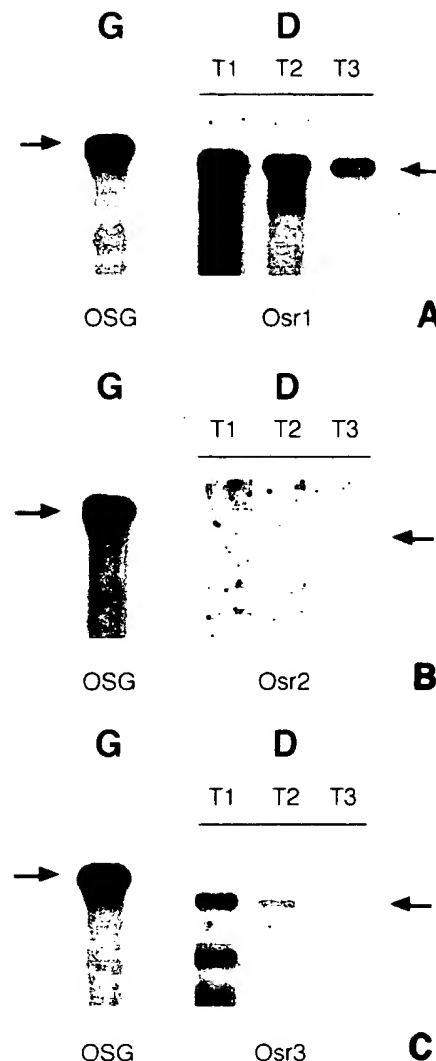 G D
T1 T2 T3
OSG Osr1 A
G D
T1 T2 T3
OSG Osr2 B
G D
T1 T2 T3
OSG Osr3 C